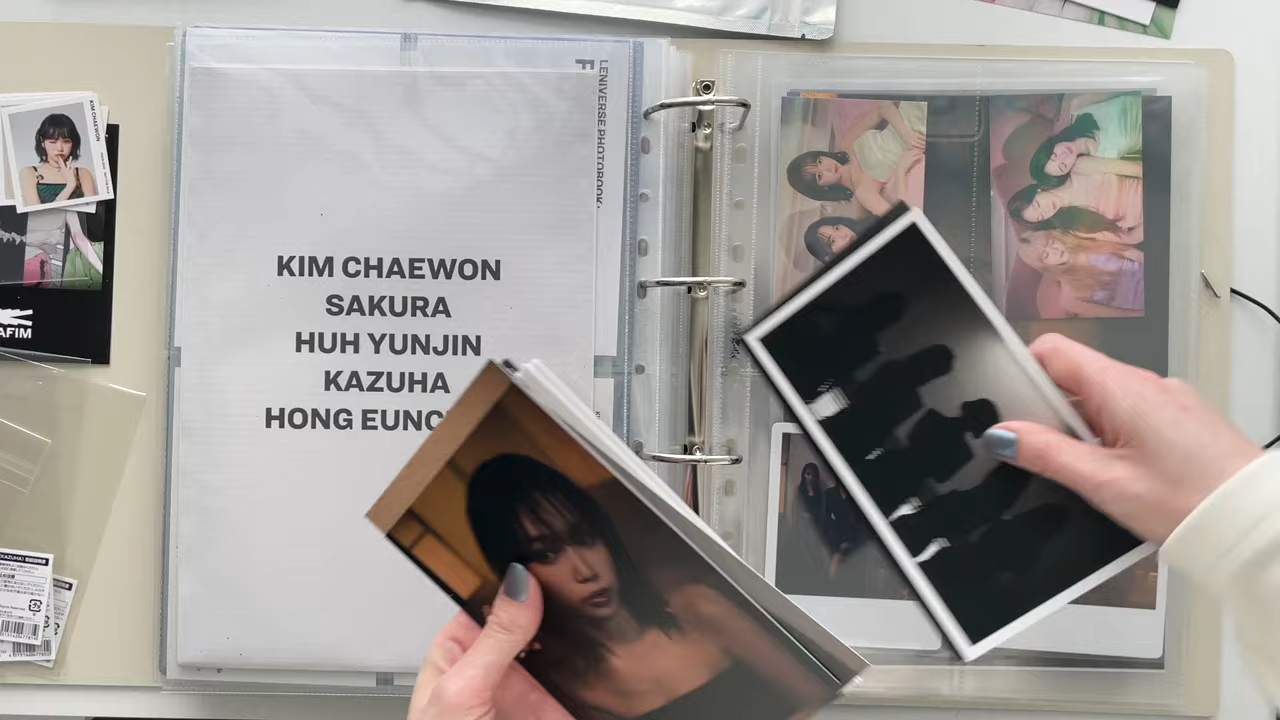 KIM CHAEWON
AFIM
LENIVERSE PHOTOBOOK:
F
KIM CHAEWON
SAKURA
HUH YUNJIN
KAZUHA
HONG EUNC
(KAZUHA)